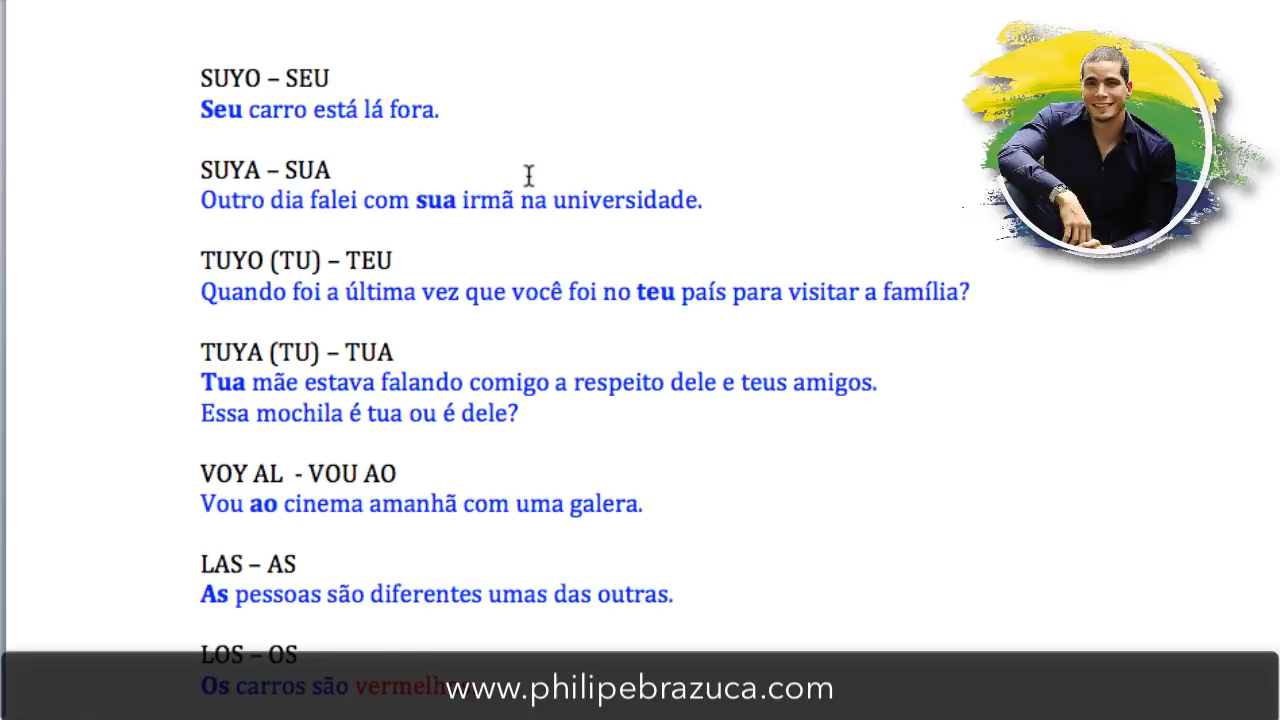 SUYO – SEU
Seu carro está lá fora.
SUYA – SUA
Outro dia falei com sua irmã na universidade.
TUYO (TU) – TEU
Quando foi a última vez que você foi no teu país para visitar a família?
TUYA (TU) – TUA
Tua mãe estava falando comigo a respeito dele e teus amigos.
Essa mochila é tua ou é dele?
VOY AL - VOU AO
Vou ao cinema amanhã com uma galera.
LAS – AS
As pessoas são diferentes umas das outras.
LOS – OS
Os carros são
www.philipebrazuca.com